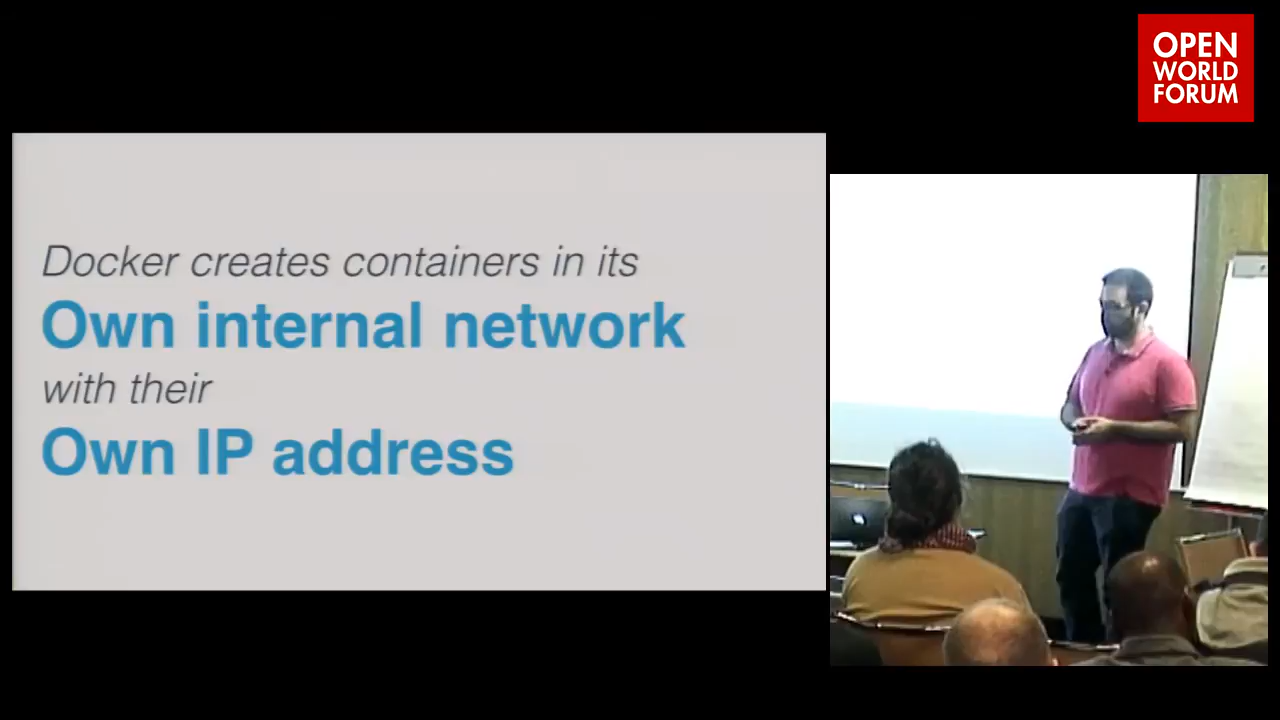 OPEN
WORLD
FORUM
Docker creates containers in its
Own internal network
with their
Own IP address